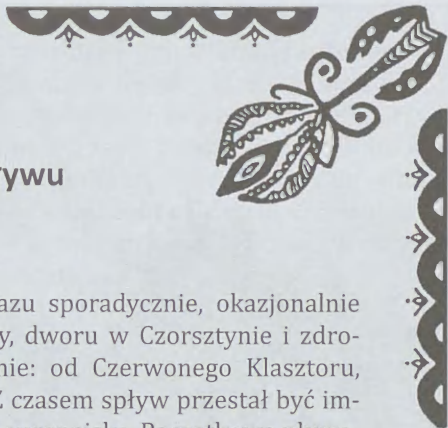 ywu
azu sporadycznie, okazjonalnie
y, dworu w Czorsztynie i zdro-
nie: od Czerwonego Klasztoru,
Z czasem spływ przestał być im-